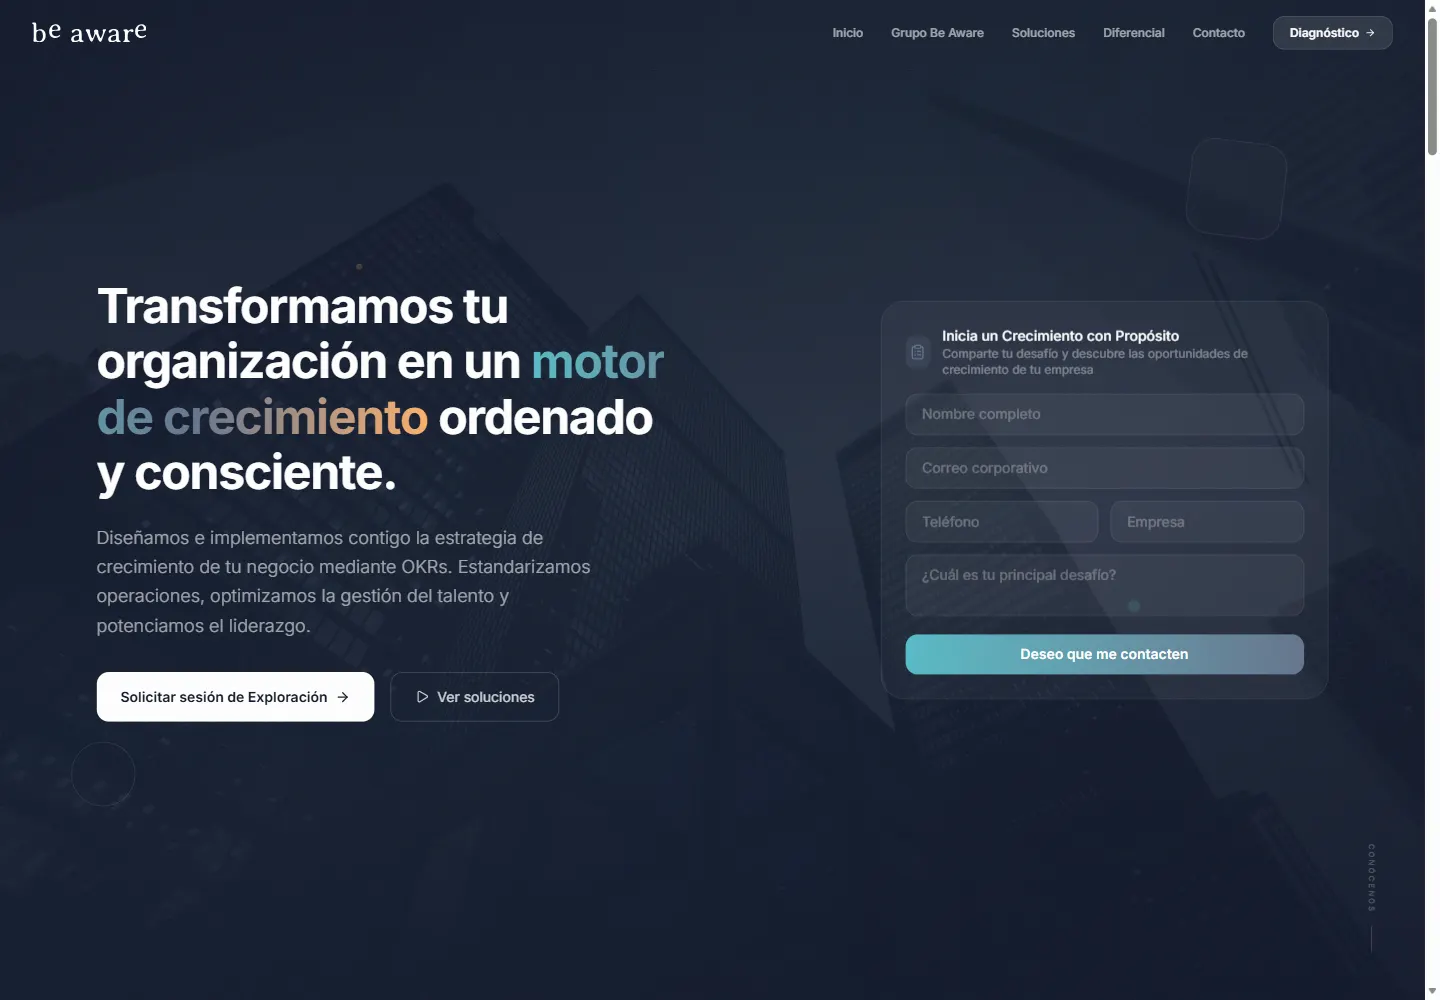 be aware
Inicio
Grupo Be Aware
Soluciones
Diferencial
Contacto
Diagnóstico →
Transformamos tu
organización en un motor
de crecimiento ordenado
y consciente.
Diseñamos e implementamos contigo la estrategia de
crecimiento de tu negocio mediante OKRs. Estandarizamos
operaciones, optimizamos la gestión del talento y
potenciamos el liderazgo.
Solicitar sesión de Exploración →
Ver soluciones
Inicia un Crecimiento con Propósito
Comparte tu desafío y descubre las oportunidades de
crecimiento de tu empresa
Nombre completo
Correo corporativo
Teléfono
Empresa
¿Cuál es tu principal desafío?
Deseo que me contacten
CONÓCENOS